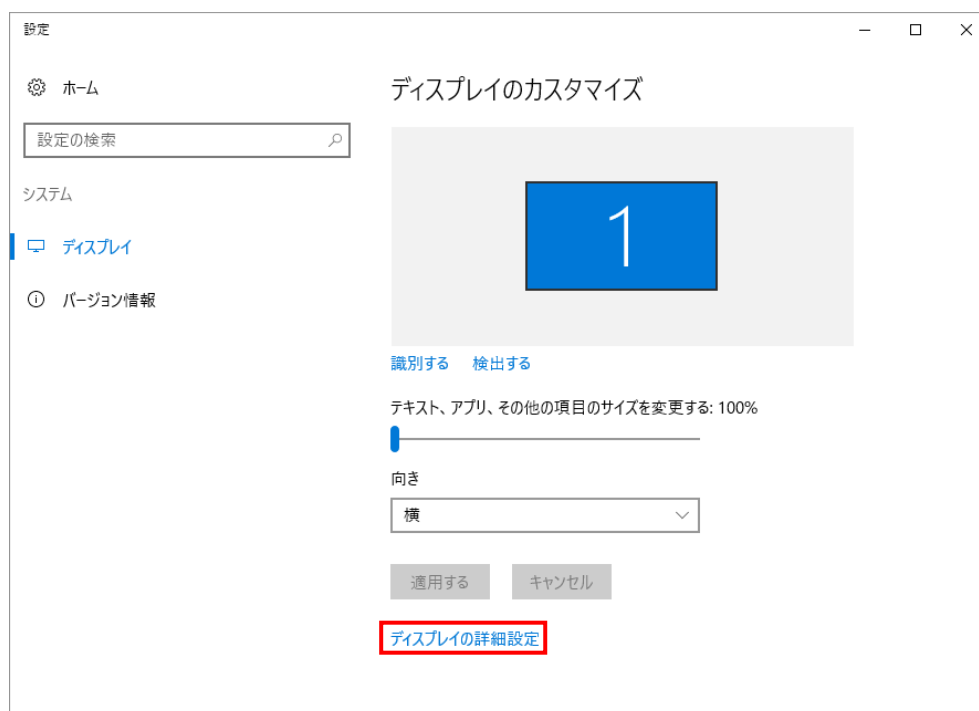 設定
ホーム
設定の検索
システム
ディスプレイ
バージョン情報
ディスプレイのカスタマイズ
1
識別する 検出する
テキスト、アプリ、その他の項目のサイズを変更する: 100%
向き
横
適用する キャンセル
ディスプレイの詳細設定